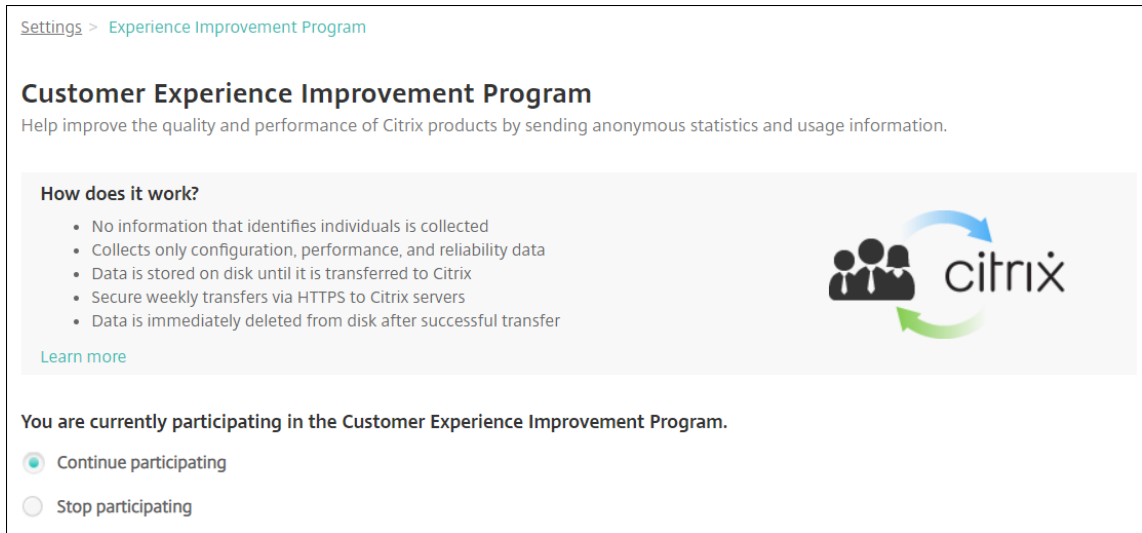 Settings > Experience Improvement Program
Customer Experience Improvement Program
Help improve the quality and performance of Citrix products by sending anonymous statistics and usage information.
How does it work?
• No information that identifies individuals is collected
• Collects only configuration, performance, and reliability data
• Data is stored on disk until it is transferred to Citrix
• Secure weekly transfers via HTTPS to Citrix servers
• Data is immediately deleted from disk after successful transfer
Learn more
citrix
You are currently participating in the Customer Experience Improvement Program.
Continue participating
Stop participating